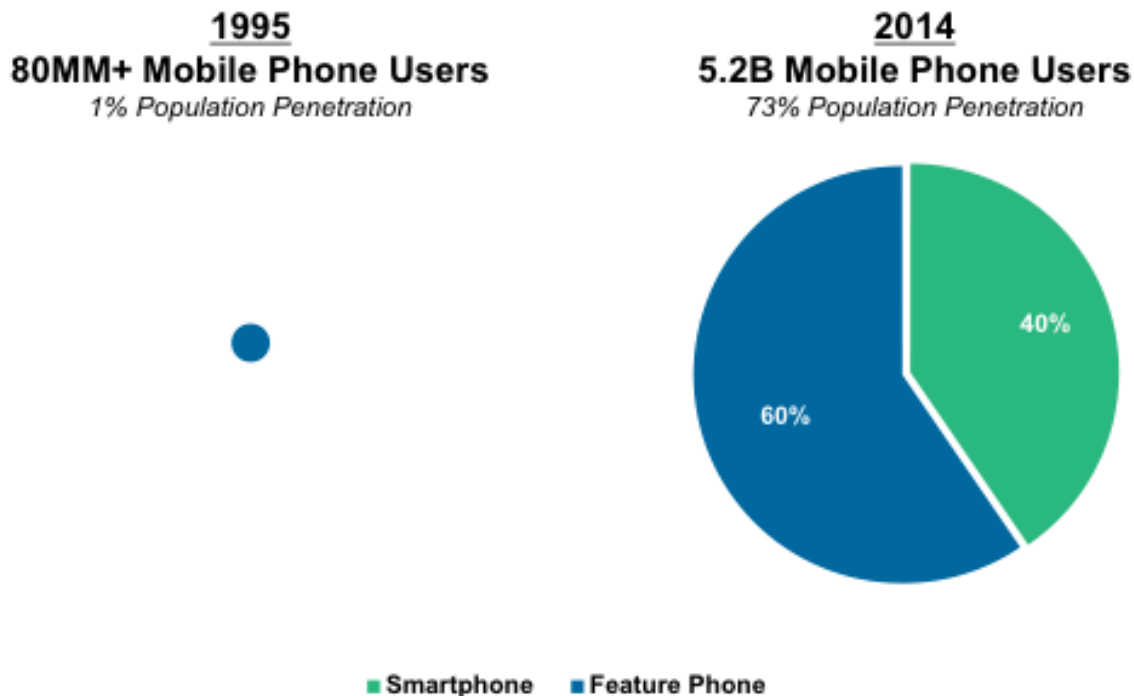 1995
80MM+ Mobile Phone Users
1% Population Penetration
2014
5.2B Mobile Phone Users
73% Population Penetration
40%
60%
Smartphone
Feature Phone